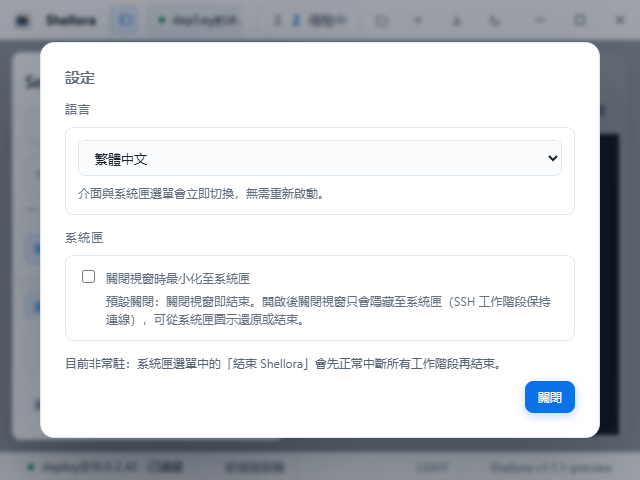 Shellora
設定
語言
繁體中文
介面與系統匣選單會立即切換，無需重新啟動。
系統匣
關閉視窗時最小化至系統匣
預設關閉：關閉視窗即結束。開啟後關閉視窗只會隱藏至系統匣（SSH 工作階段保持
連線），可從系統匣圖示還原或結束。
目前非常駐：系統匣選單中的「結束 Shellora」會先正常中斷所有工作階段再結束。
關閉
LIGHT
Shellora v1.1.1-preview